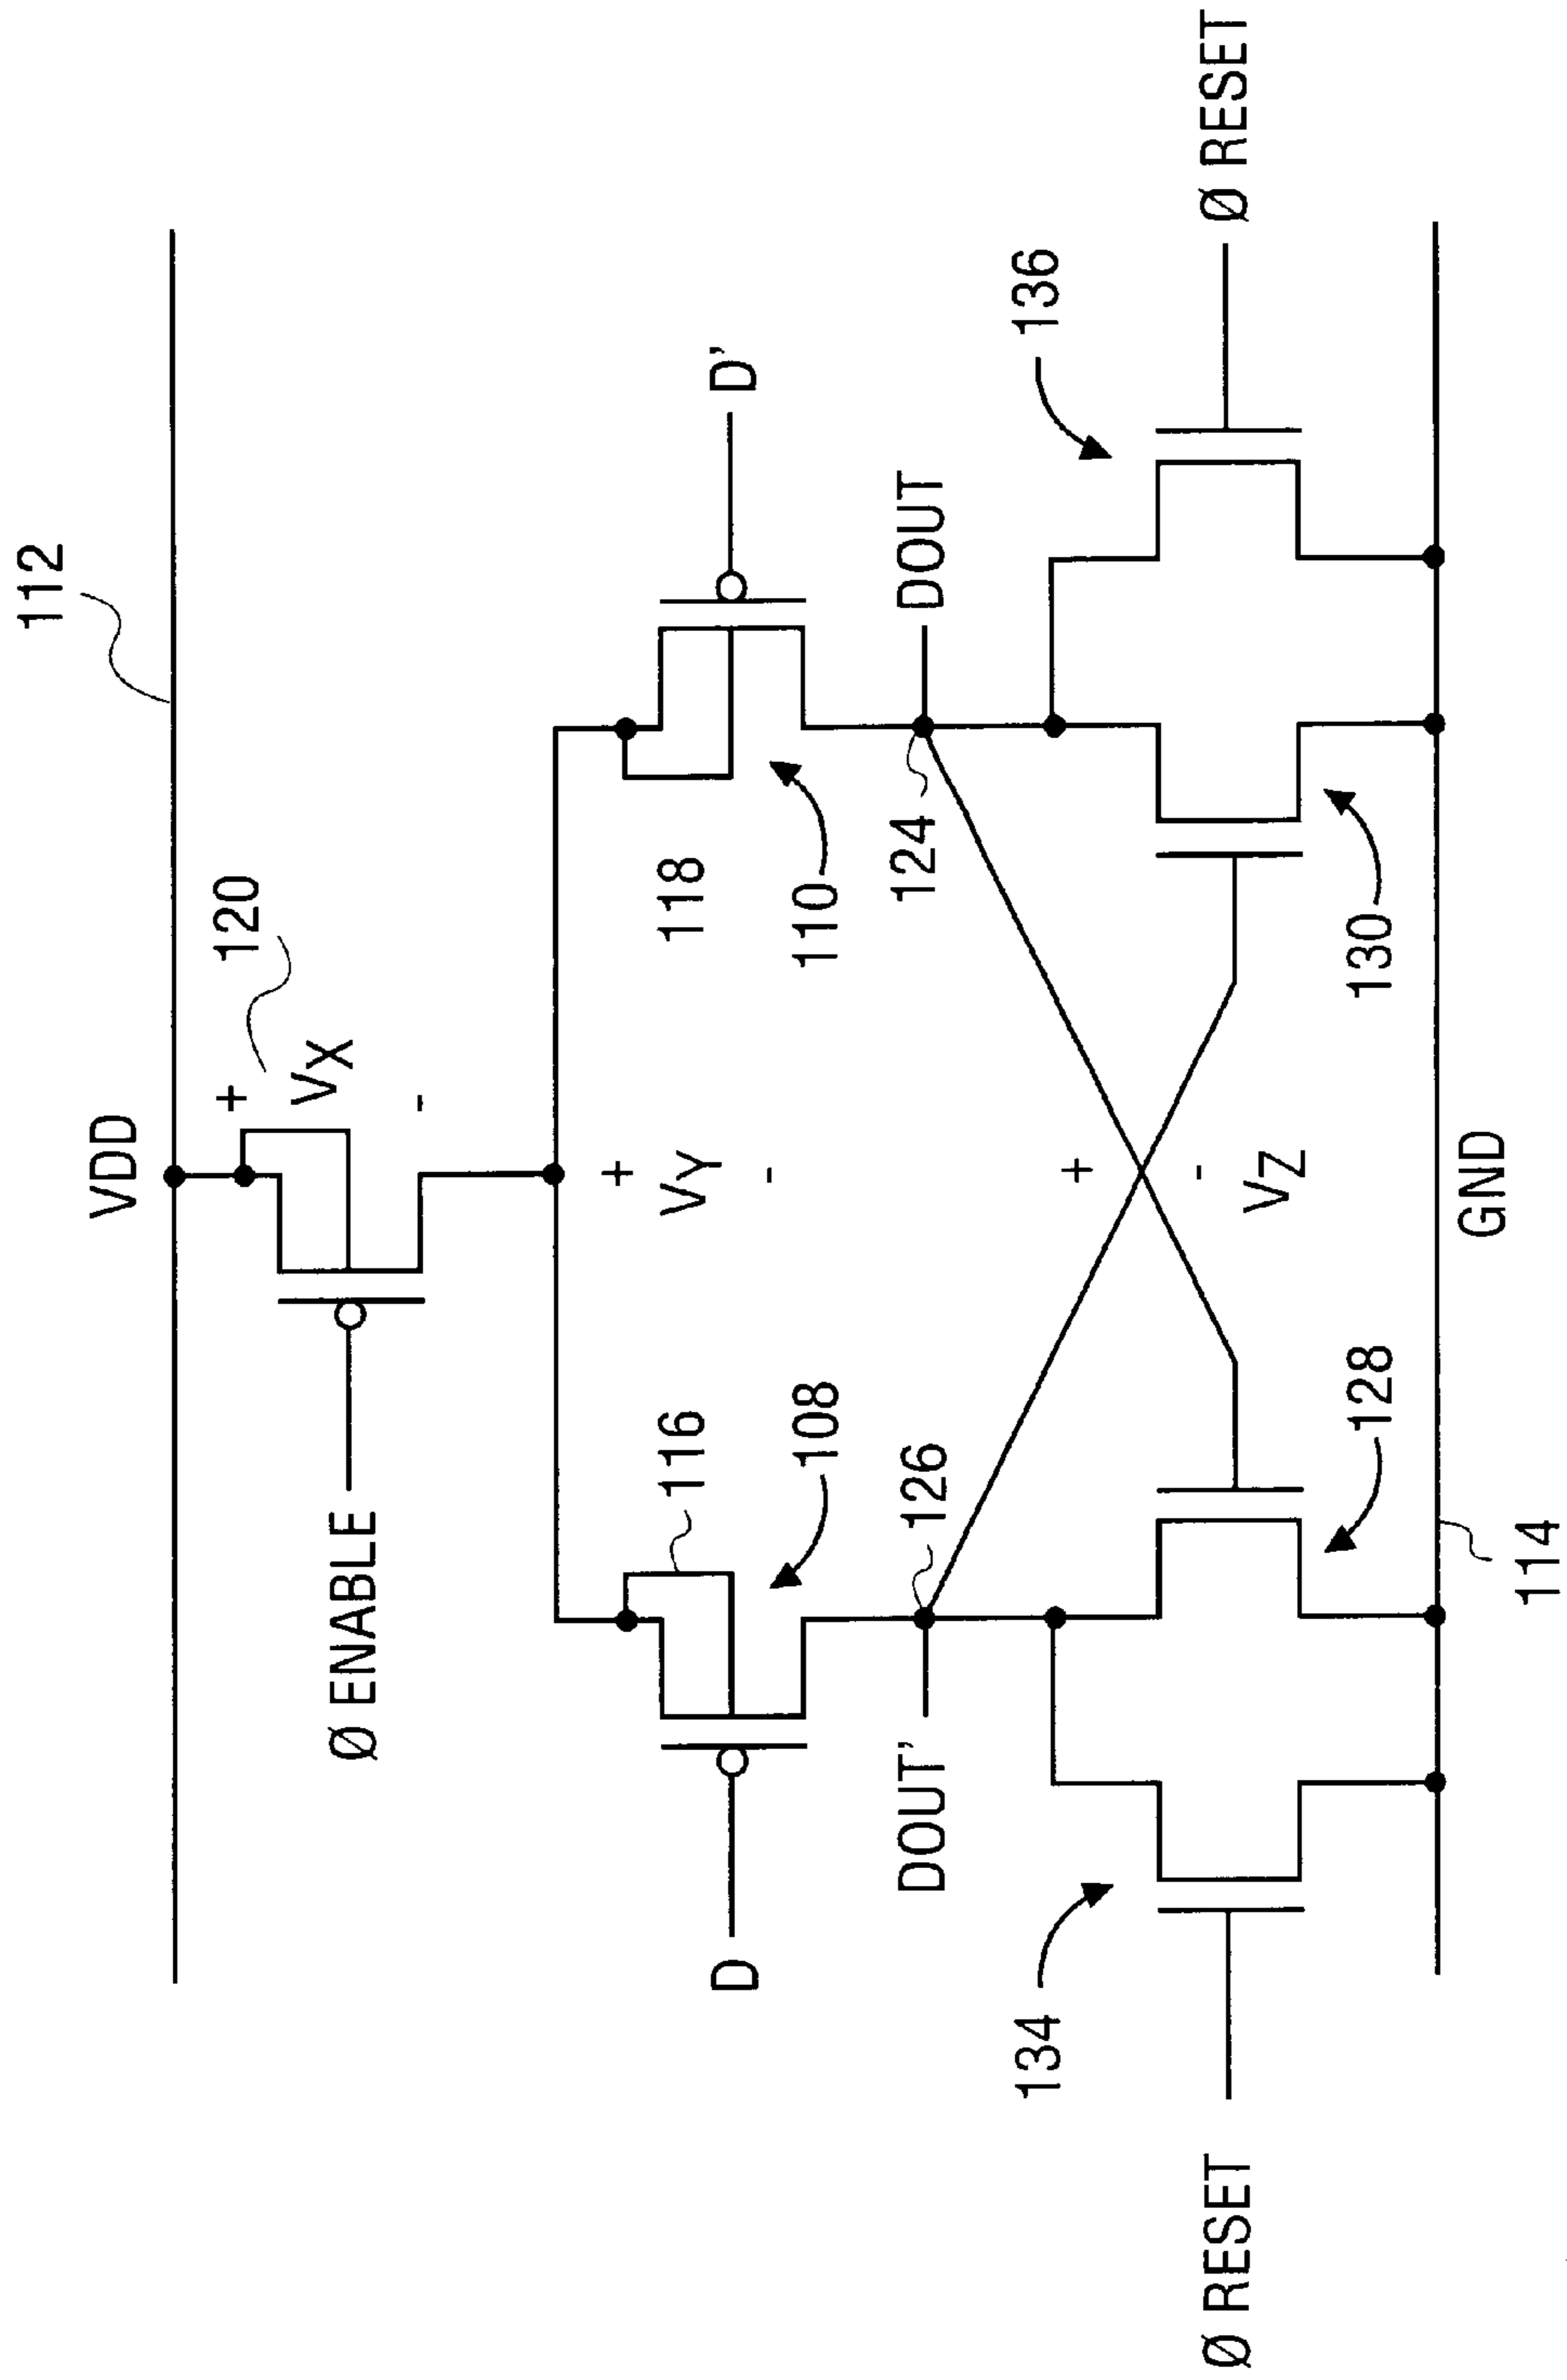 112
VDD
120
+
VX
-
Ø ENABLE
+
VY
-
116
118
D
D'
108
110
DOUT'
126
124
DOUT
134
136
+
-
VZ
Ø RESET
Ø RESET
128
130
GND
114